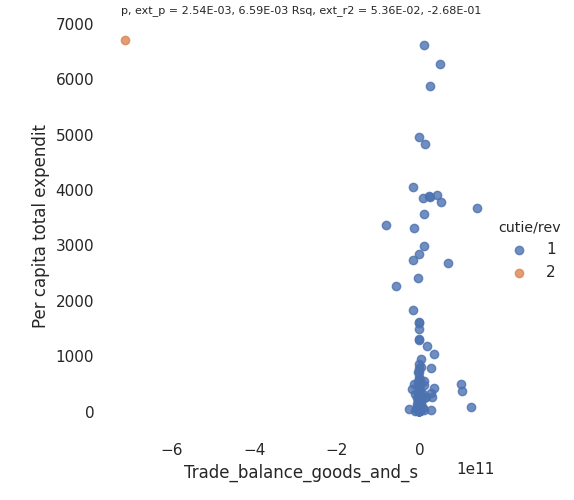 p, ext_p = 2.54E-03, 6.59E-03 Rsq, ext_r2 = 5.36E-02, -2.68E-01
7000
6000
5000
4000
3000
2000
1000
0
Per capita total expendit
cutie/rev
1
2
−6
−4
−2
0
1e11
Trade_balance_goods_and_s